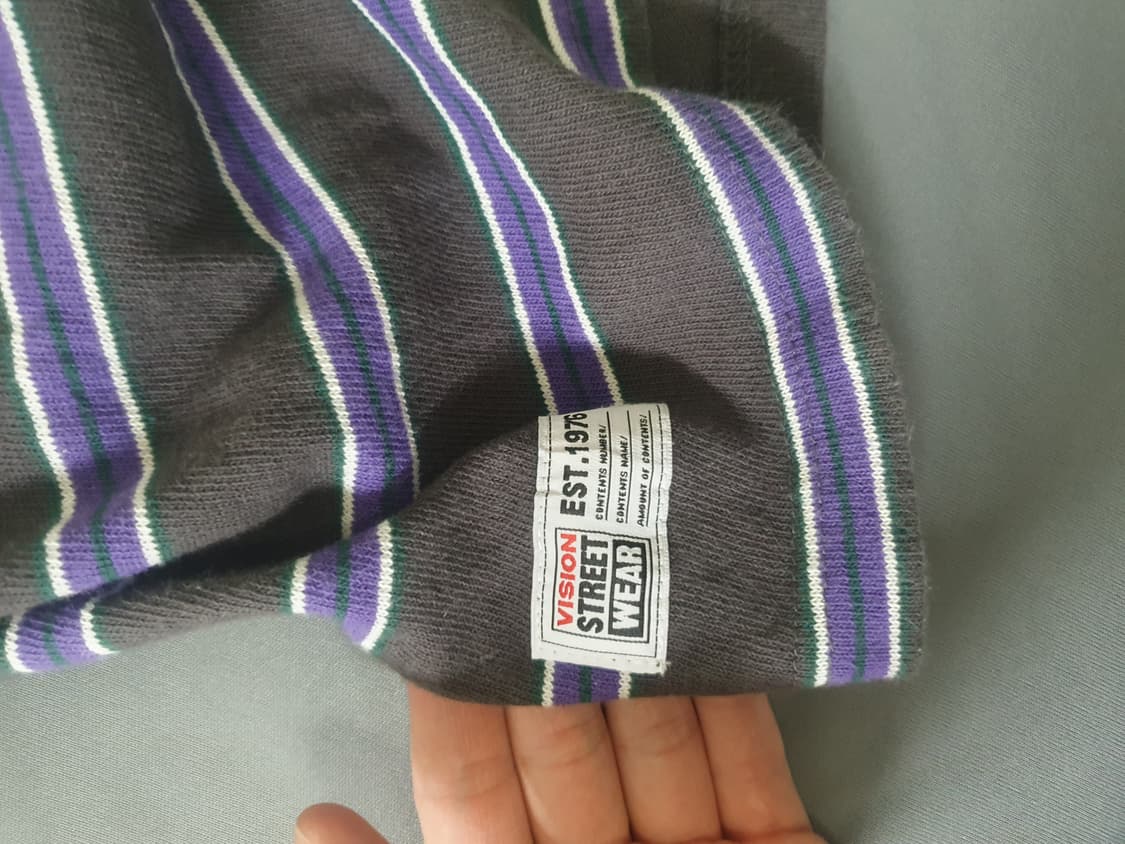 VISION
STREET
WEAR
EST.1976
CONTENTS NUMBER/
CONTENTS NAME/
AMOUNT OF CONTENTS/